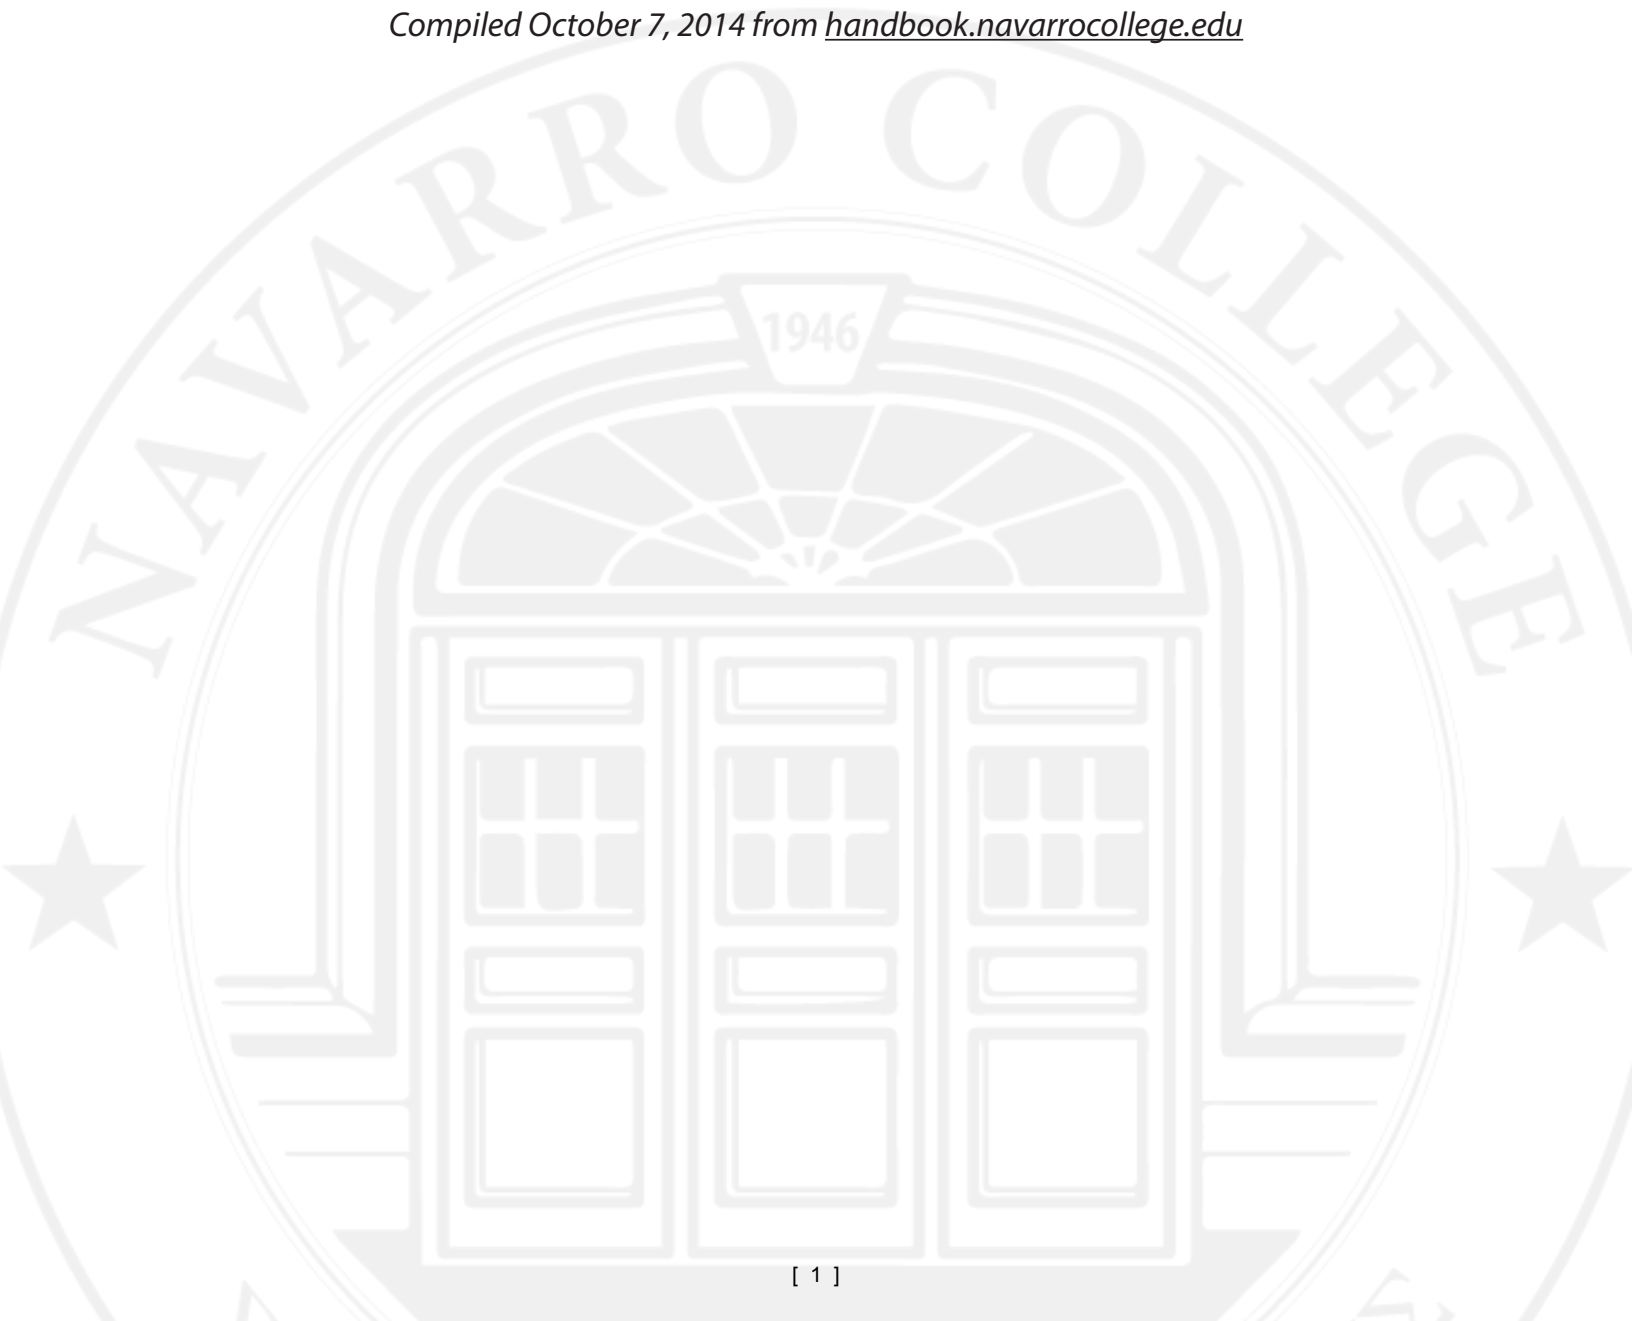 Compiled October 7, 2014 from handbook.navarrocollege.edu
NAVARRO COLLEGE
1946
[ 1 ]